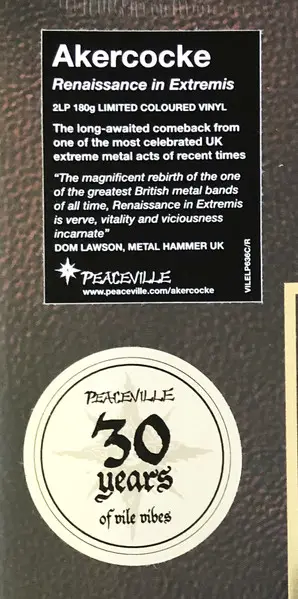 Akercocke
Renaissance in Extremis
2LP 180g LIMITED COLOURED VINYL
The long-awaited comeback from
one of the most celebrated UK
extreme metal acts of recent times
“The magnificent rebirth of the one
of the greatest British metal bands
of all time, Renaissance in Extremis
is verve, vitality and viciousness
incarnate”
DOM LAWSON, METAL HAMMER UK
PEACEVILLE
www.peaceville.com/akercocke
VILELP636C/R
PEACEVILLE
30
years
of vile vibes